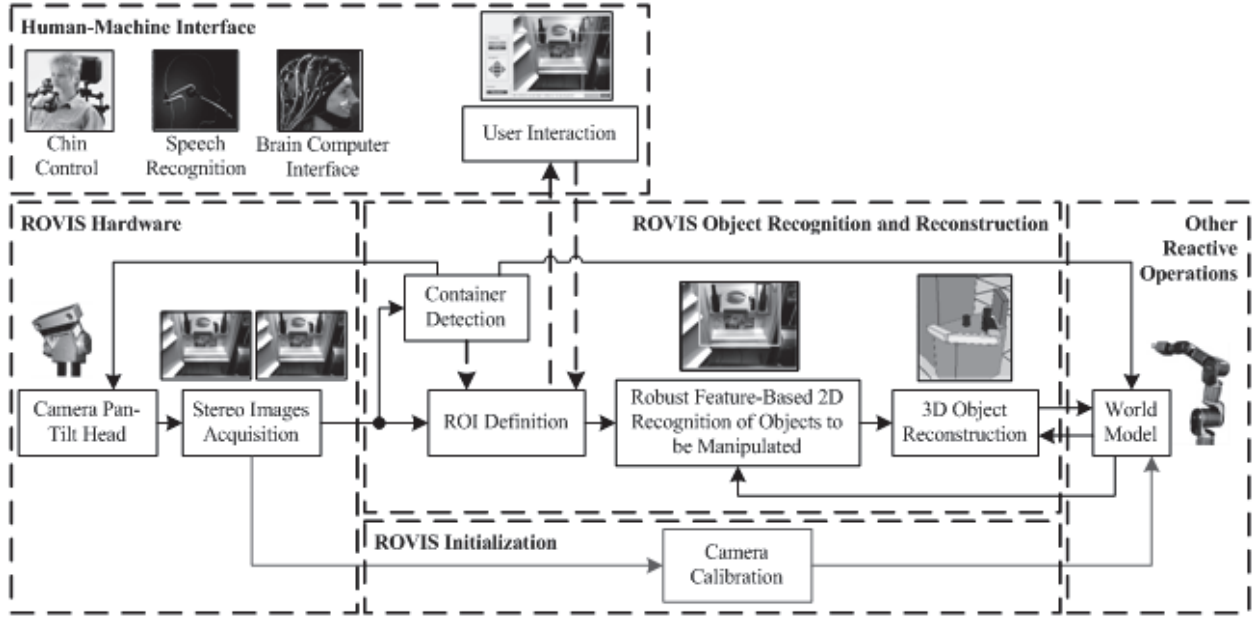 Human-Machine Interface
Chin
Control
Speech
Recognition
Brain Computer
Interface
User Interaction
ROVIS Hardware
ROVIS Object Recognition and Reconstruction
Other
Reactive
Operations
Container
Detection
Camera Pan-
Tilt Head
Stereo Images
Acquisition
ROI Definition
Robust Feature-Based 2D
Recognition of Objects to
be Manipulated
3D Object
Reconstruction
World
Model
ROVIS Initialization
Camera
Calibration